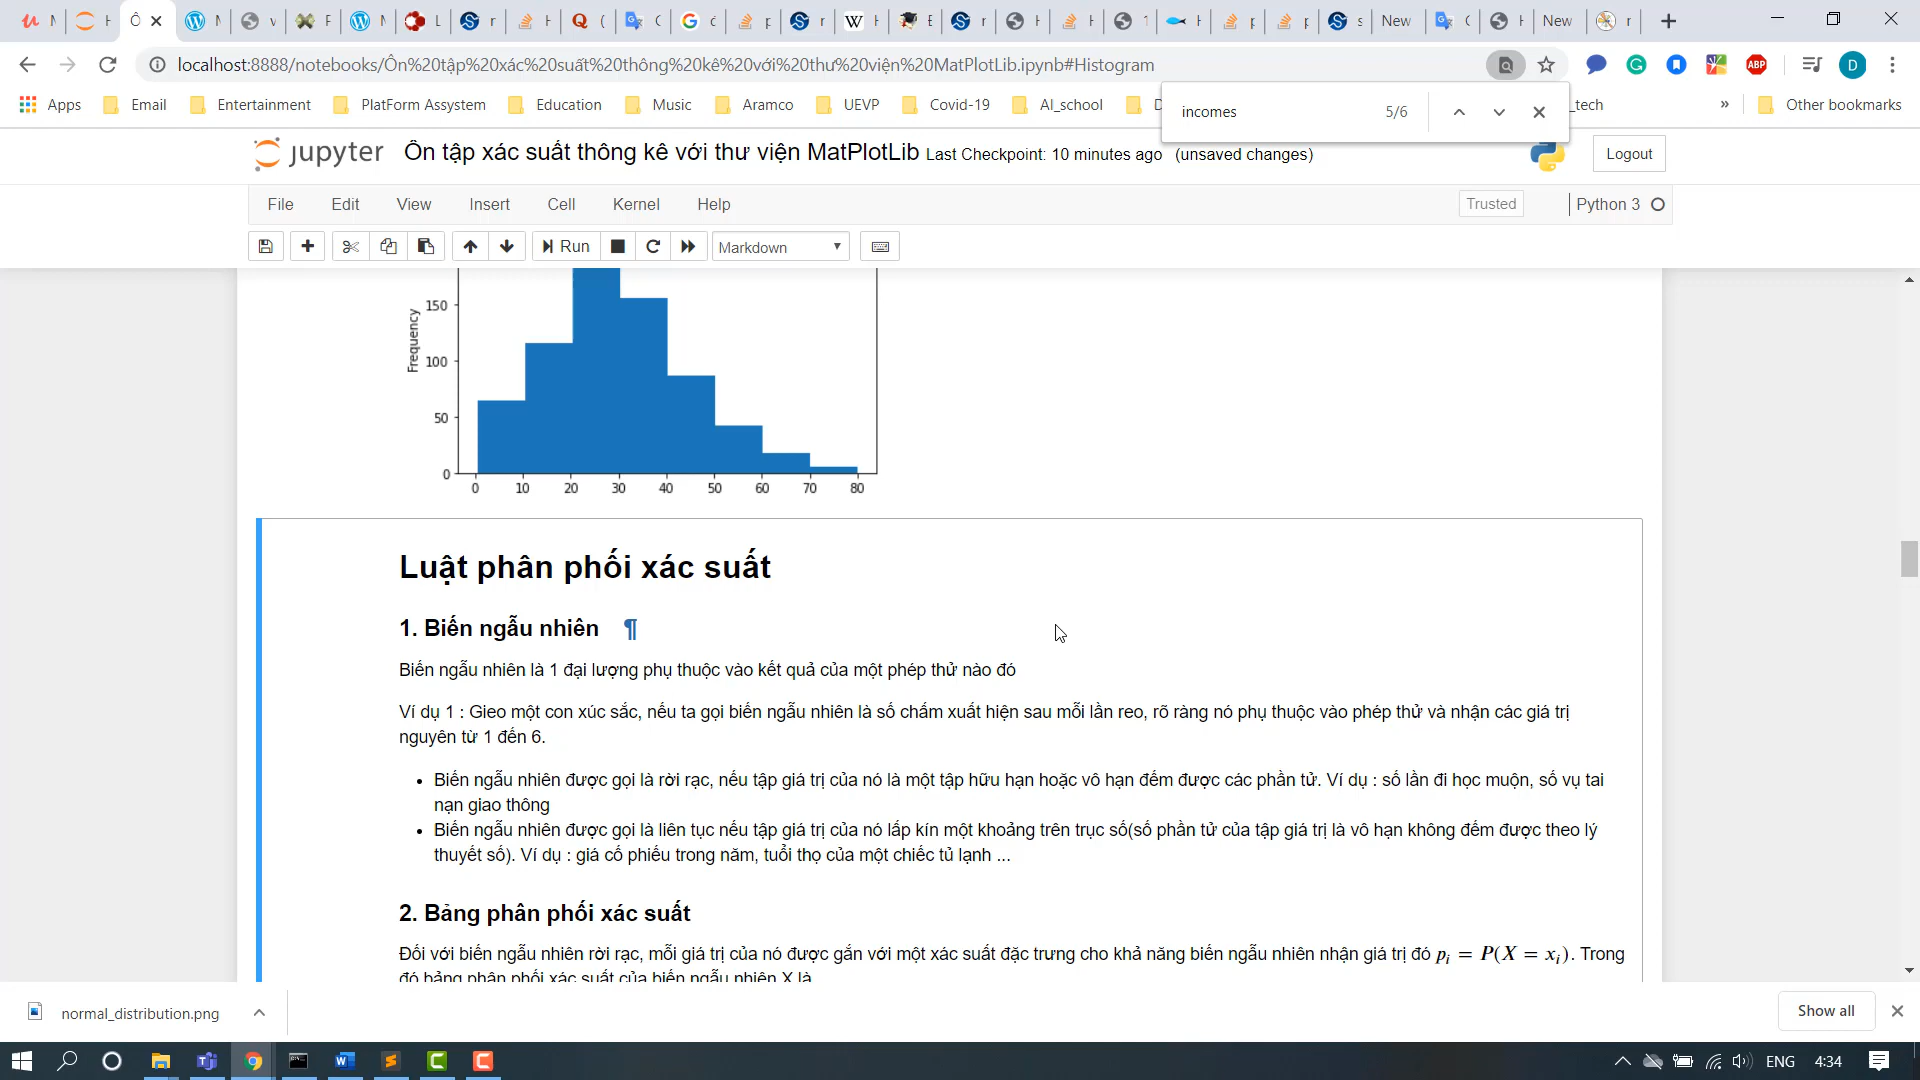 localhost:8888/notebooks/Ôn%20tập%20xác%20suất%20thông%20kê%20với%20thư%20viện%20MatPlotLib.ipynb#Histogram
Apps Email Entertainment PlatForm Assystem Education Music Aramco UEVP Covid-19 AI_school _tech » Other bookmarks
incomes 5/6
jupyter Ôn tập xác suất thông kê với thư viện MatPlotLib Last Checkpoint: 10 minutes ago (unsaved changes) Logout
File Edit View Insert Cell Kernel Help Trusted Python 3
Run Markdown
Frequency
150
100
50
0
0 10 20 30 40 50 60 70 80
Luật phân phối xác suất
1. Biến ngẫu nhiên ¶
Biến ngẫu nhiên là 1 đại lượng phụ thuộc vào kết quả của một phép thử nào đó
Ví dụ 1 : Gieo một con xúc sắc, nếu ta gọi biến ngẫu nhiên là số chấm xuất hiện sau mỗi lần reo, rõ ràng nó phụ thuộc vào phép thử và nhận các giá trị
nguyên từ 1 đến 6.
• Biến ngẫu nhiên được gọi là rời rạc, nếu tập giá trị của nó là một tập hữu hạn hoặc vô hạn đếm được các phần tử. Ví dụ : số lần đi học muộn, số vụ tai
nạn giao thông
• Biến ngẫu nhiên được gọi là liên tục nếu tập giá trị của nó lấp kín một khoảng trên trục số(số phần tử của tập giá trị là vô hạn không đếm được theo lý
thuyết số). Ví dụ : giá cổ phiếu trong năm, tuổi thọ của một chiếc tủ lạnh ...
2. Bảng phân phối xác suất
Đối với biến ngẫu nhiên rời rạc, mỗi giá trị của nó được gắn với một xác suất đặc trưng cho khả năng biến ngẫu nhiên nhận giá trị đó pᵢ = P(X = xᵢ). Trong
đó bảng phân phối xác suất của biến ngẫu nhiên X là
normal_distribution.png Show all
ENG 4:34